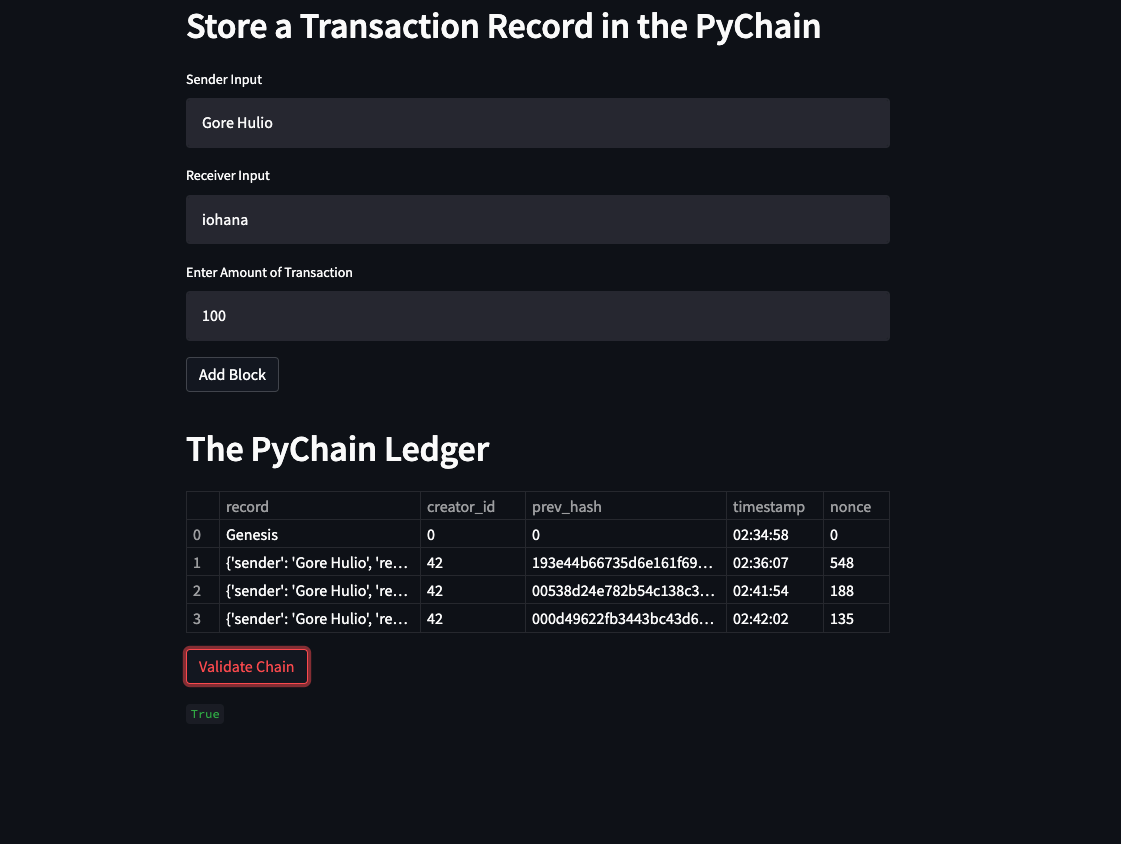 Store a Transaction Record in the PyChain
Sender Input
Gore Hulio
Receiver Input
iohana
Enter Amount of Transaction
100
Add Block
The PyChain Ledger
record creator_id prev_hash timestamp nonce
0 Genesis 0 0 02:34:58 0
1 {'sender': 'Gore Hulio', 're... 42 193e44b66735d6e161f69... 02:36:07 548
2 {'sender': 'Gore Hulio', 're... 42 00538d24e782b54c138c3... 02:41:54 188
3 {'sender': 'Gore Hulio', 're... 42 000d49622fb3443bc43d6... 02:42:02 135
Validate Chain
True